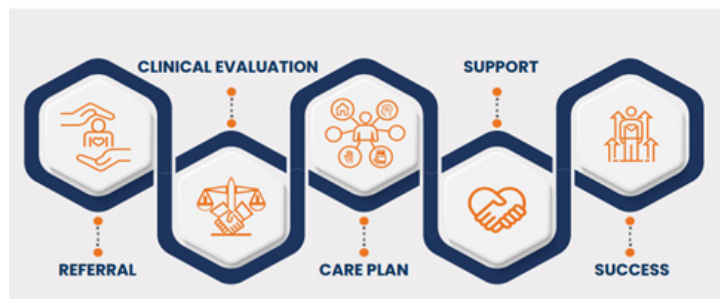 CLINICAL EVALUATION
SUPPORT
REFERRAL
CARE PLAN
SUCCESS